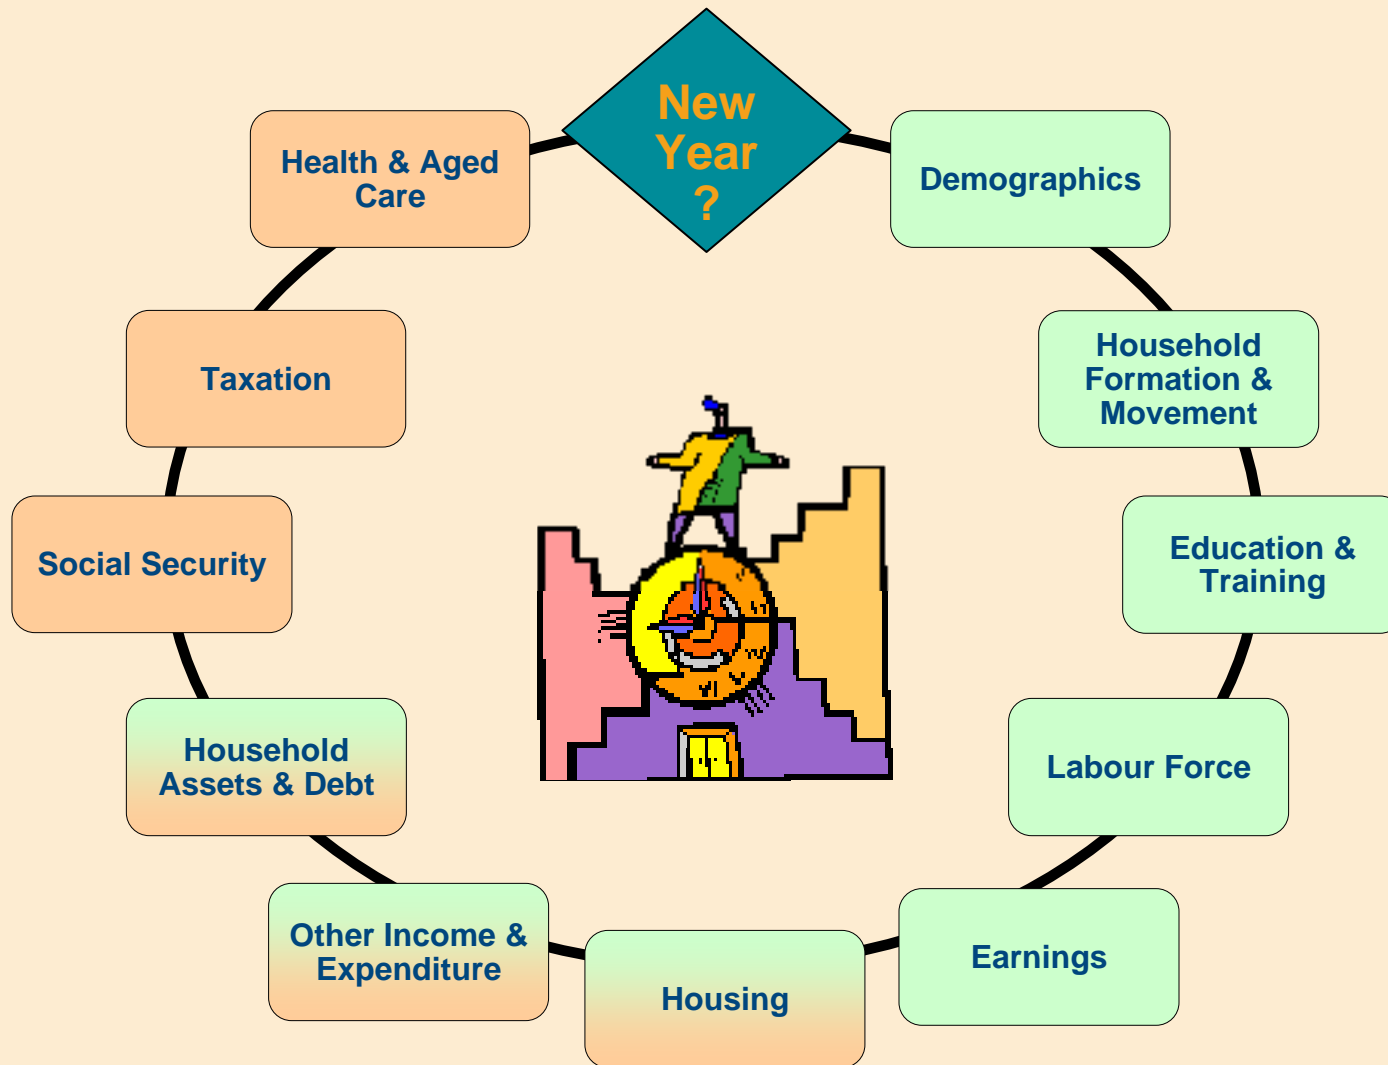 New
Year
?
Demographics
Household
Formation &
Movement
Education &
Training
Labour Force
Earnings
Housing
Other Income &
Expenditure
Household
Assets & Debt
Social Security
Taxation
Health & Aged
Care